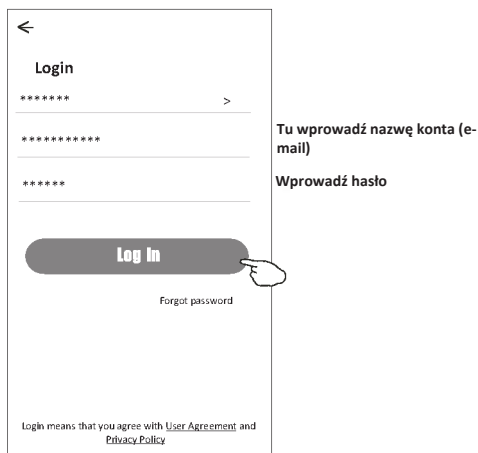 Login
******* >
***********
Tu wprowadź nazwę konta (e-
mail)
******
Wprowadź hasło
Log In
Forgot password
Login means that you agree with User Agreement and
Privacy Policy